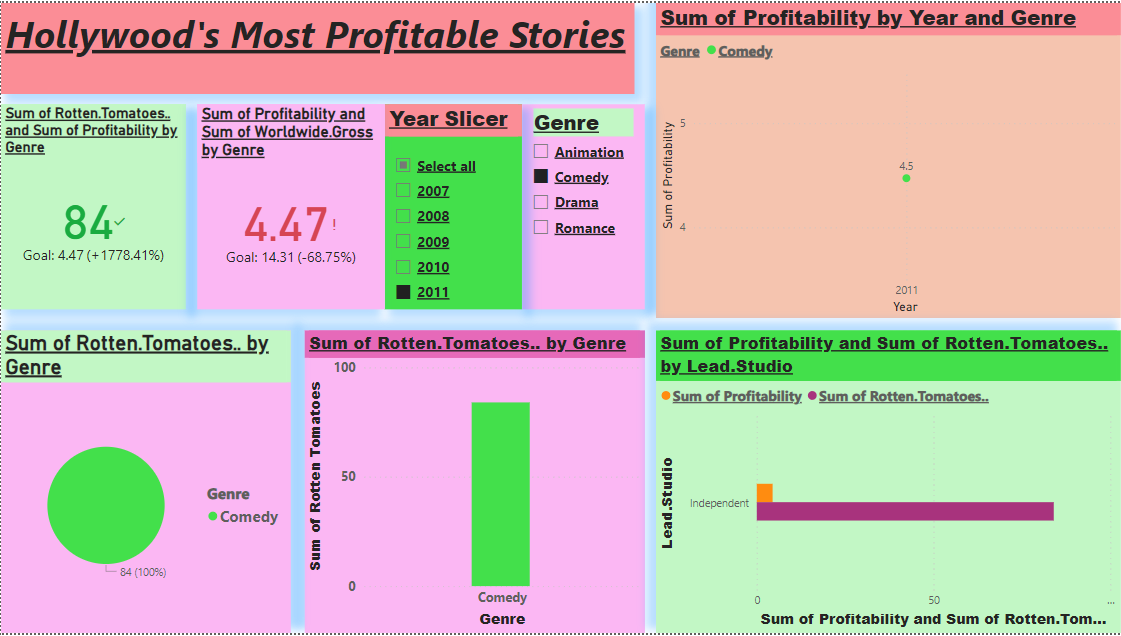 Hollywood's Most Profitable Stories
Sum of Rotten.Tomatoes..
and Sum of Profitability by
Genre
84
Goal: 4.47 (+1778.41%)
Sum of Profitability and
Sum of Worldwide.Gross
by Genre
4.47!
Goal: 14.31 (-68.75%)
Year Slicer
Select all
2007
2008
2009
2010
2011
Genre
Animation
Comedy
Drama
Romance
Sum of Profitability by Year and Genre
Genre Comedy
Sum of Profitability
5
4.5
4
2011
Year
Sum of Rotten.Tomatoes.. by
Genre
Genre
Comedy
84 (100%)
Sum of Rotten.Tomatoes.. by Genre
Sum of Rotten Tomatoes
100
50
0
Comedy
Genre
Sum of Profitability and Sum of Rotten.Tomatoes..
by Lead.Studio
Sum of Profitability Sum of Rotten.Tomatoes..
Lead.Studio
Independent
0 50 ...
Sum of Profitability and Sum of Rotten.Tom...